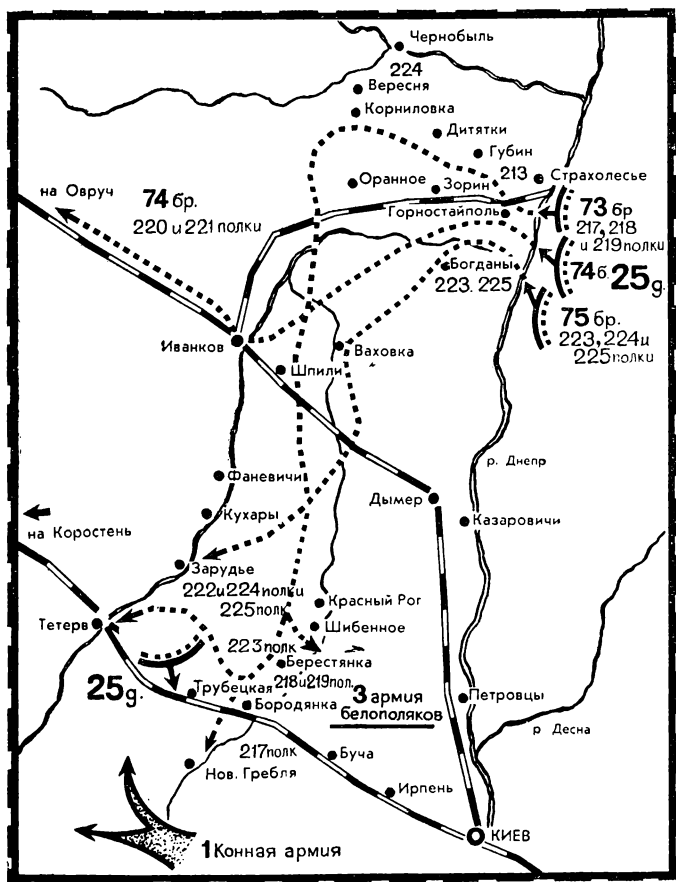 Чернобыль
224
Вересня
Корниловка
Дитятки
Губин
на Овруч
74 бр.
220 и 221 полки
Оранное
Зорин
213
Страхолесье
Горностайполь
73 бр
217, 218
и 219 полки
Богданы
223, 225
74 б.
25д.
75 бр.
223, 224 и
225 полки
Иванков
Ваховка
Шпили
р. Днепр
Фаневичи
Дымер
Кухары
Казаровичи
на Коростень
Зарудье
222 и 224 полки
225 полк
Красный Рог
Тетерв
Шибенное
223 полк
Берестянка
218 и 219 пол.
25д.
Трубецкая
3 армия
белополяков
Петровцы
Бородянка
р. Десна
217 полк
Буча
Нов. Гребля
Ирпень
КИЕВ
1 Конная армия